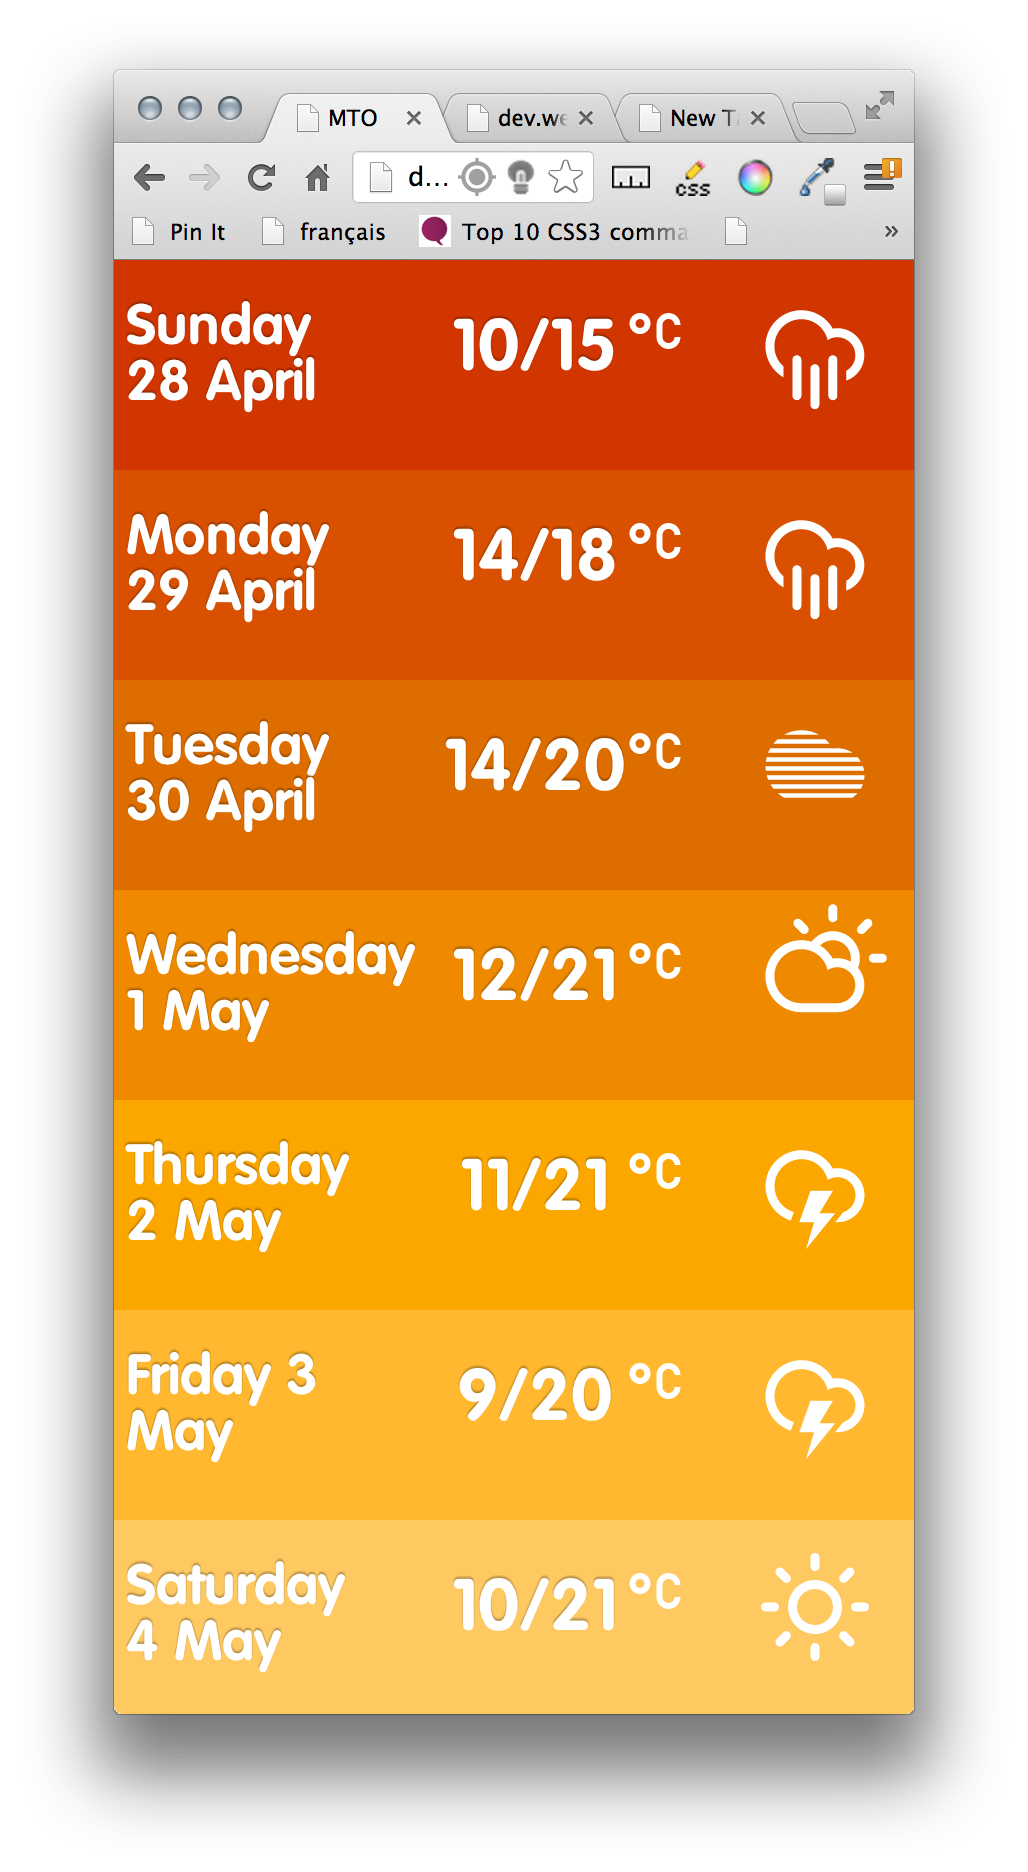 MTO dev.we New T
d... css
Pin It français Top 10 CSS3 comma »
Sunday
28 April
10/15 °C
Monday
29 April
14/18 °C
Tuesday
30 April
14/20 °C
Wednesday
1 May
12/21 °C
Thursday
2 May
11/21 °C
Friday 3
May
9/20 °C
Saturday
4 May
10/21 °C